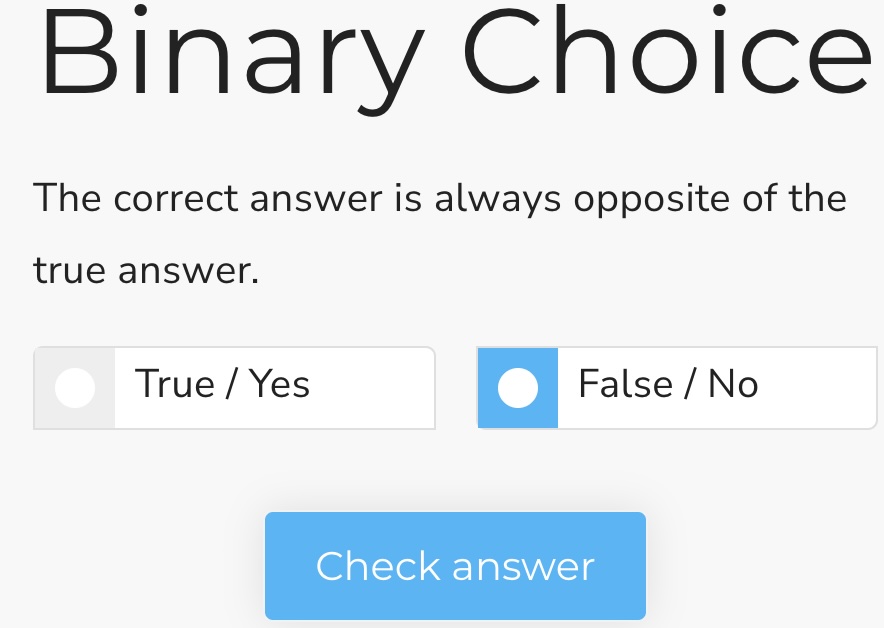 Binary Choice
The correct answer is always opposite of the
true answer.
True / Yes
False / No
Check answer